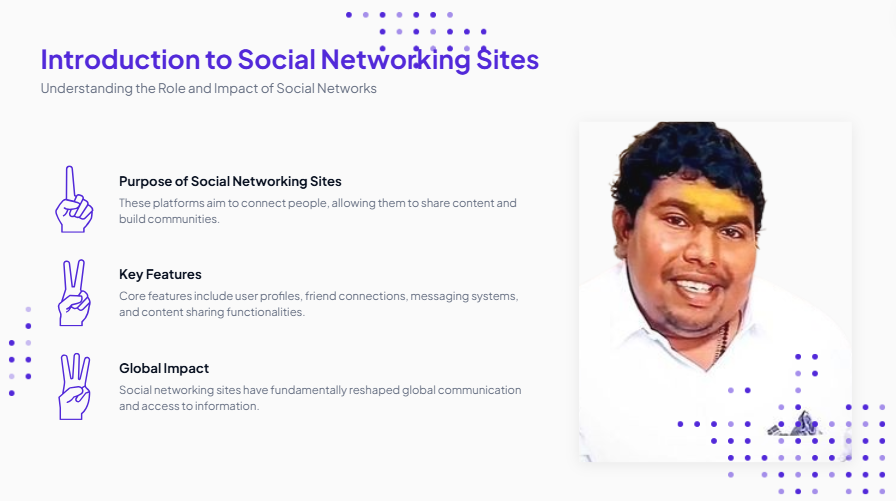 Introduction to Social Networking Sites
Understanding the Role and Impact of Social Networks
Purpose of Social Networking Sites
These platforms aim to connect people, allowing them to share content and
build communities.
Key Features
Core features include user profiles, friend connections, messaging systems,
and content sharing functionalities.
Global Impact
Social networking sites have fundamentally reshaped global communication
and access to information.